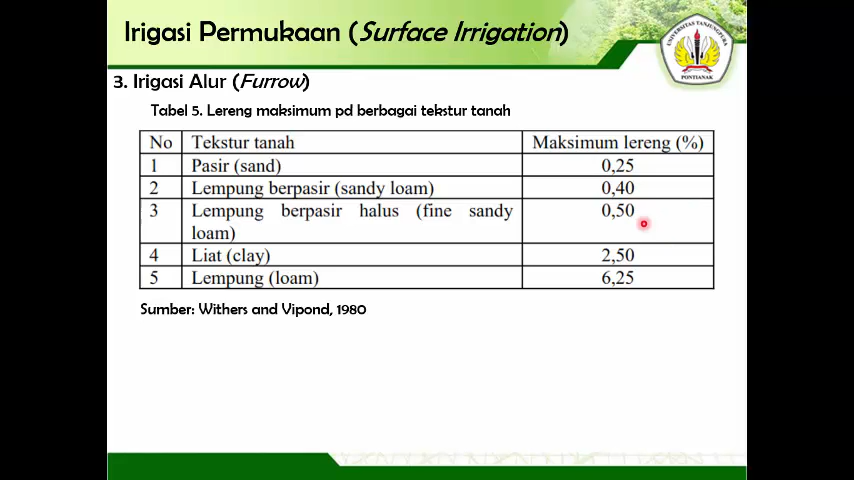 Irigasi Permukaan (Surface Irrigation)
UNIVERSITAS TANJUNGPURA
PONTIANAK
3. Irigasi Alur (Furrow)
Tabel 5. Lereng maksimum pd berbagai tekstur tanah
No Tekstur tanah Maksimum lereng (%)
1 Pasir (sand) 0,25
2 Lempung berpasir (sandy loam) 0,40
3 Lempung berpasir halus (fine sandy 0,50
loam)
4 Liat (clay) 2,50
5 Lempung (loam) 6,25
Sumber: Withers and Vipond, 1980